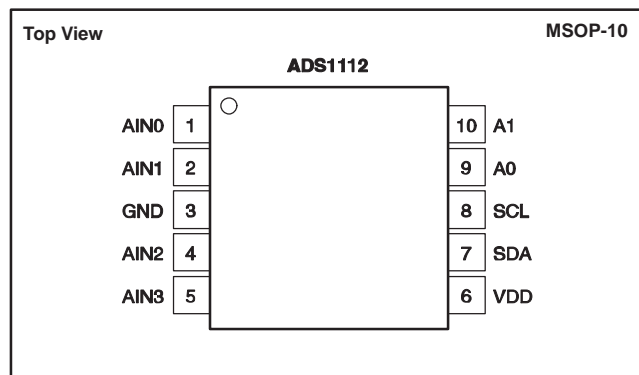 Top View
MSOP-10
ADS1112
AIN0 1
AIN1 2
GND 3
AIN2 4
AIN3 5
10 A1
9 A0
8 SCL
7 SDA
6 VDD